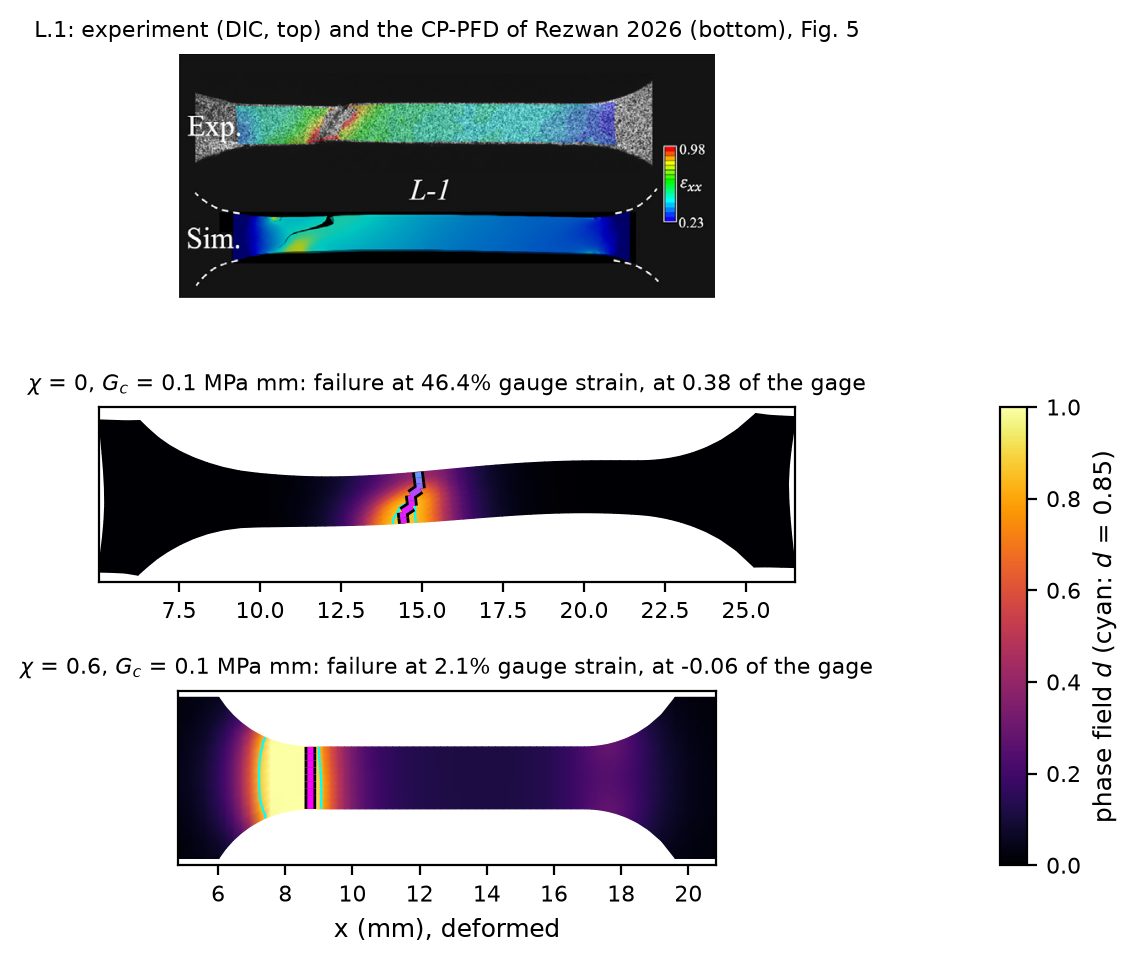 L.1: experiment (DIC, top) and the CP-PFD of Rezwan 2026 (bottom), Fig. 5
Exp.
0.98
L-1
εxx
0.23
Sim.
χ = 0, Gc = 0.1 MPa mm: failure at 46.4% gauge strain, at 0.38 of the gage
7.5 10.0 12.5 15.0 17.5 20.0 22.5 25.0
χ = 0.6, Gc = 0.1 MPa mm: failure at 2.1% gauge strain, at -0.06 of the gage
6 8 10 12 14 16 18 20
x (mm), deformed
1.0
0.8
0.6
0.4
0.2
0.0
phase field d (cyan: d = 0.85)